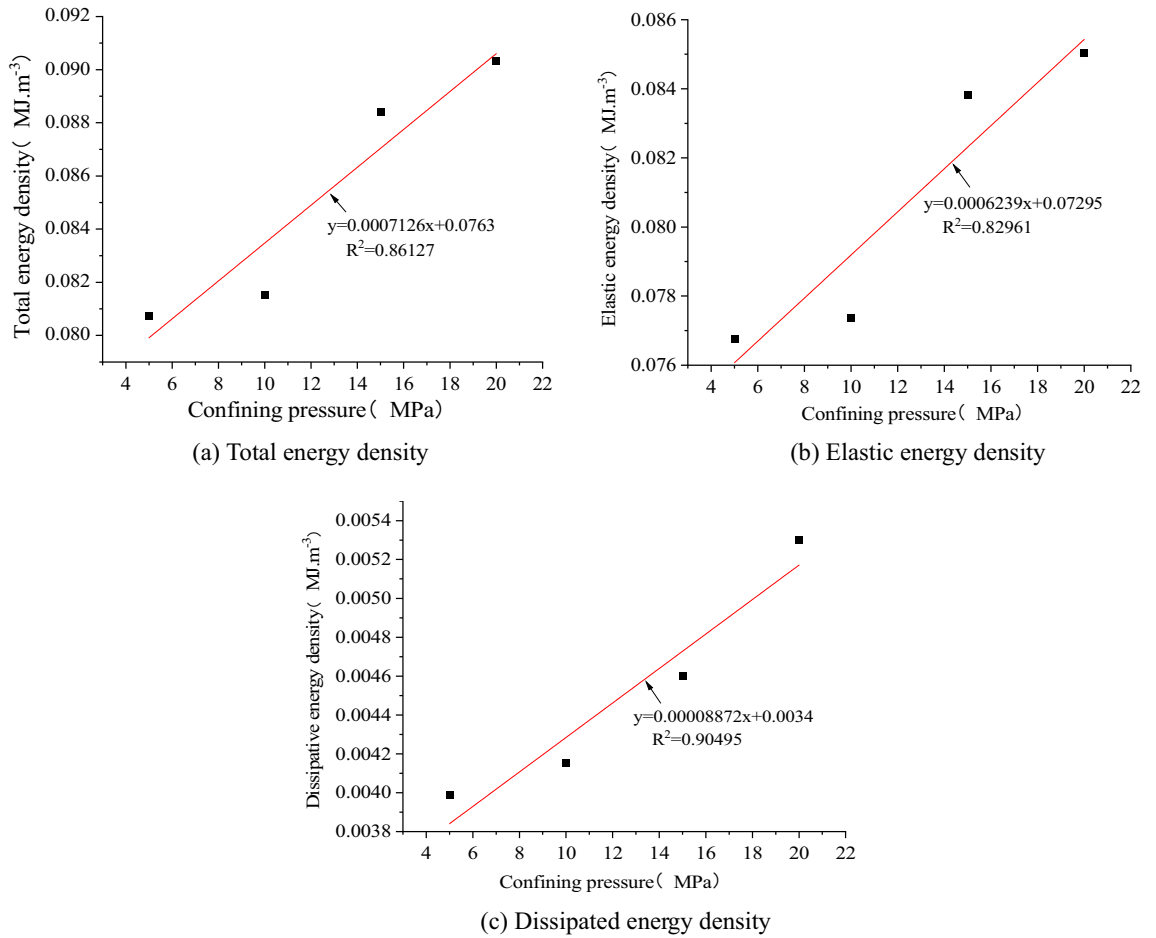 0.092
0.090
0.088
0.086
0.084
0.082
0.080
Total energy density( MJ.m-3)
y=0.0007126x+0.0763
R2=0.86127
4 6 8 10 12 14 16 18 20 22
Confining pressure( MPa)
(a) Total energy density
0.086
0.084
0.082
0.080
0.078
0.076
Elastic energy density( MJ.m-3)
y=0.0006239x+0.07295
R2=0.82961
4 6 8 10 12 14 16 18 20 22
Confining pressure( MPa)
(b) Elastic energy density
0.0054
0.0052
0.0050
0.0048
0.0046
0.0044
0.0042
0.0040
0.0038
Dissipative energy density( MJ.m-3)
y=0.00008872x+0.0034
R2=0.90495
4 6 8 10 12 14 16 18 20 22
Confining pressure( MPa)
(c) Dissipated energy density